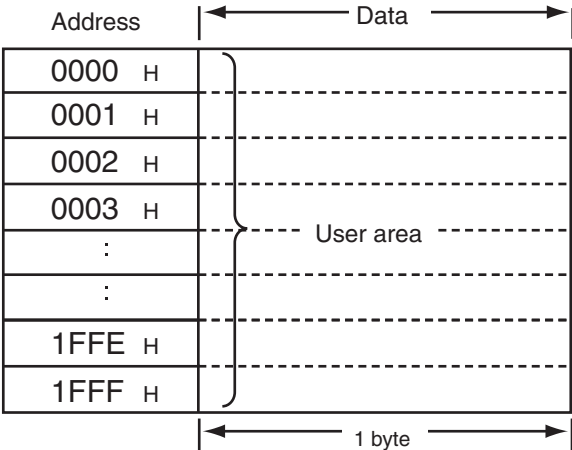 Address Data
0000 H
0001 H
0002 H
0003 H
User area
:
:
1FFE H
1FFF H
1 byte